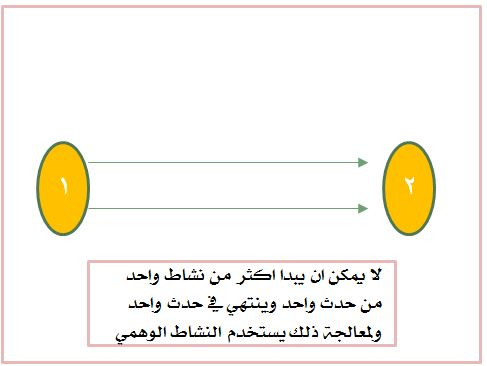 ١
٢
لا يمكن ان يبدا اكثر من نشاط واحد
من حدث واحد وينتهي في حدث واحد
ولمعالجة ذلك يستخدم النشاط الوهمي